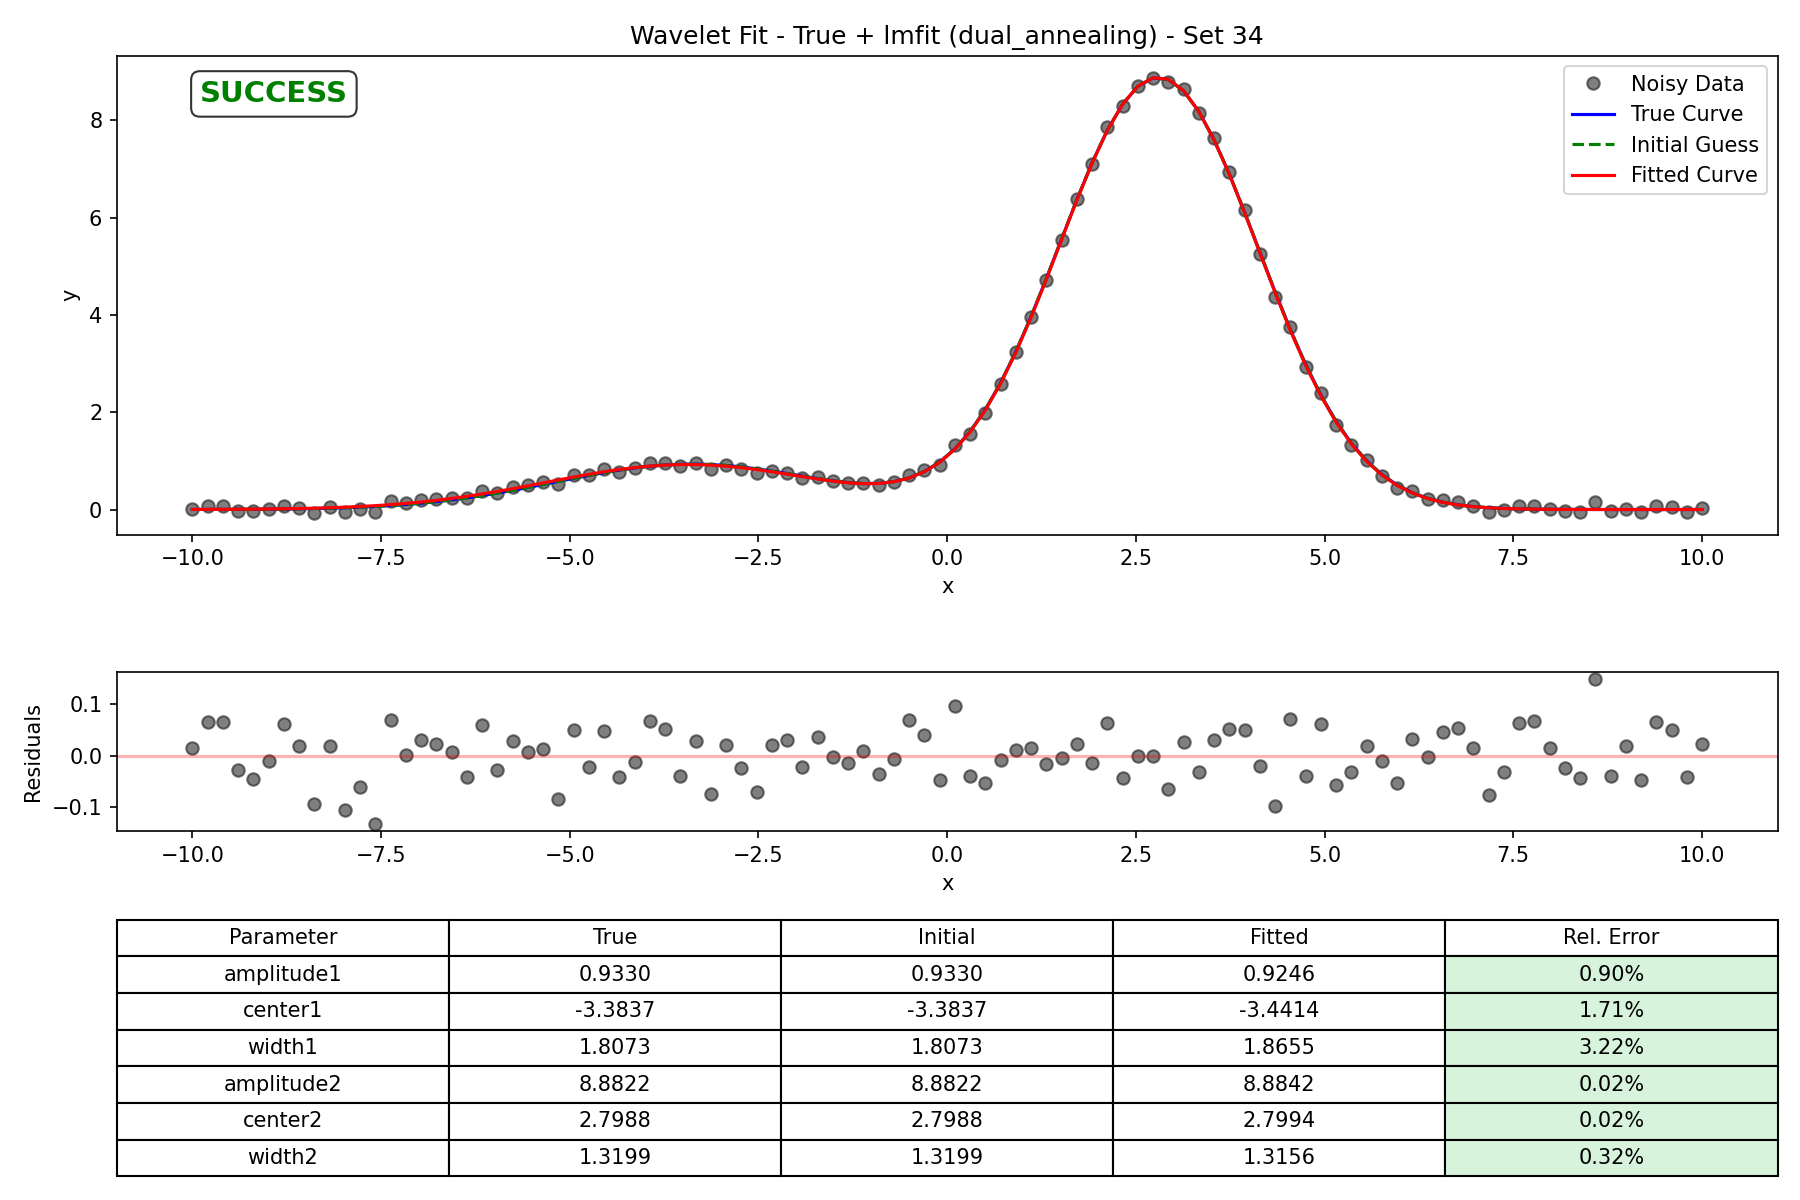 Wavelet Fit - True + lmfit (dual_annealing) - Set 34
SUCCESS
Noisy Data
True Curve
Initial Guess
Fitted Curve
y
8
6
4
2
0
−10.0 −7.5 −5.0 −2.5 0.0 2.5 5.0 7.5 10.0
x
Residuals
0.1
0.0
−0.1
−10.0 −7.5 −5.0 −2.5 0.0 2.5 5.0 7.5 10.0
x
Parameter True Initial Fitted Rel. Error
amplitude1 0.9330 0.9330 0.9246 0.90%
center1 -3.3837 -3.3837 -3.4414 1.71%
width1 1.8073 1.8073 1.8655 3.22%
amplitude2 8.8822 8.8822 8.8842 0.02%
center2 2.7988 2.7988 2.7994 0.02%
width2 1.3199 1.3199 1.3156 0.32%